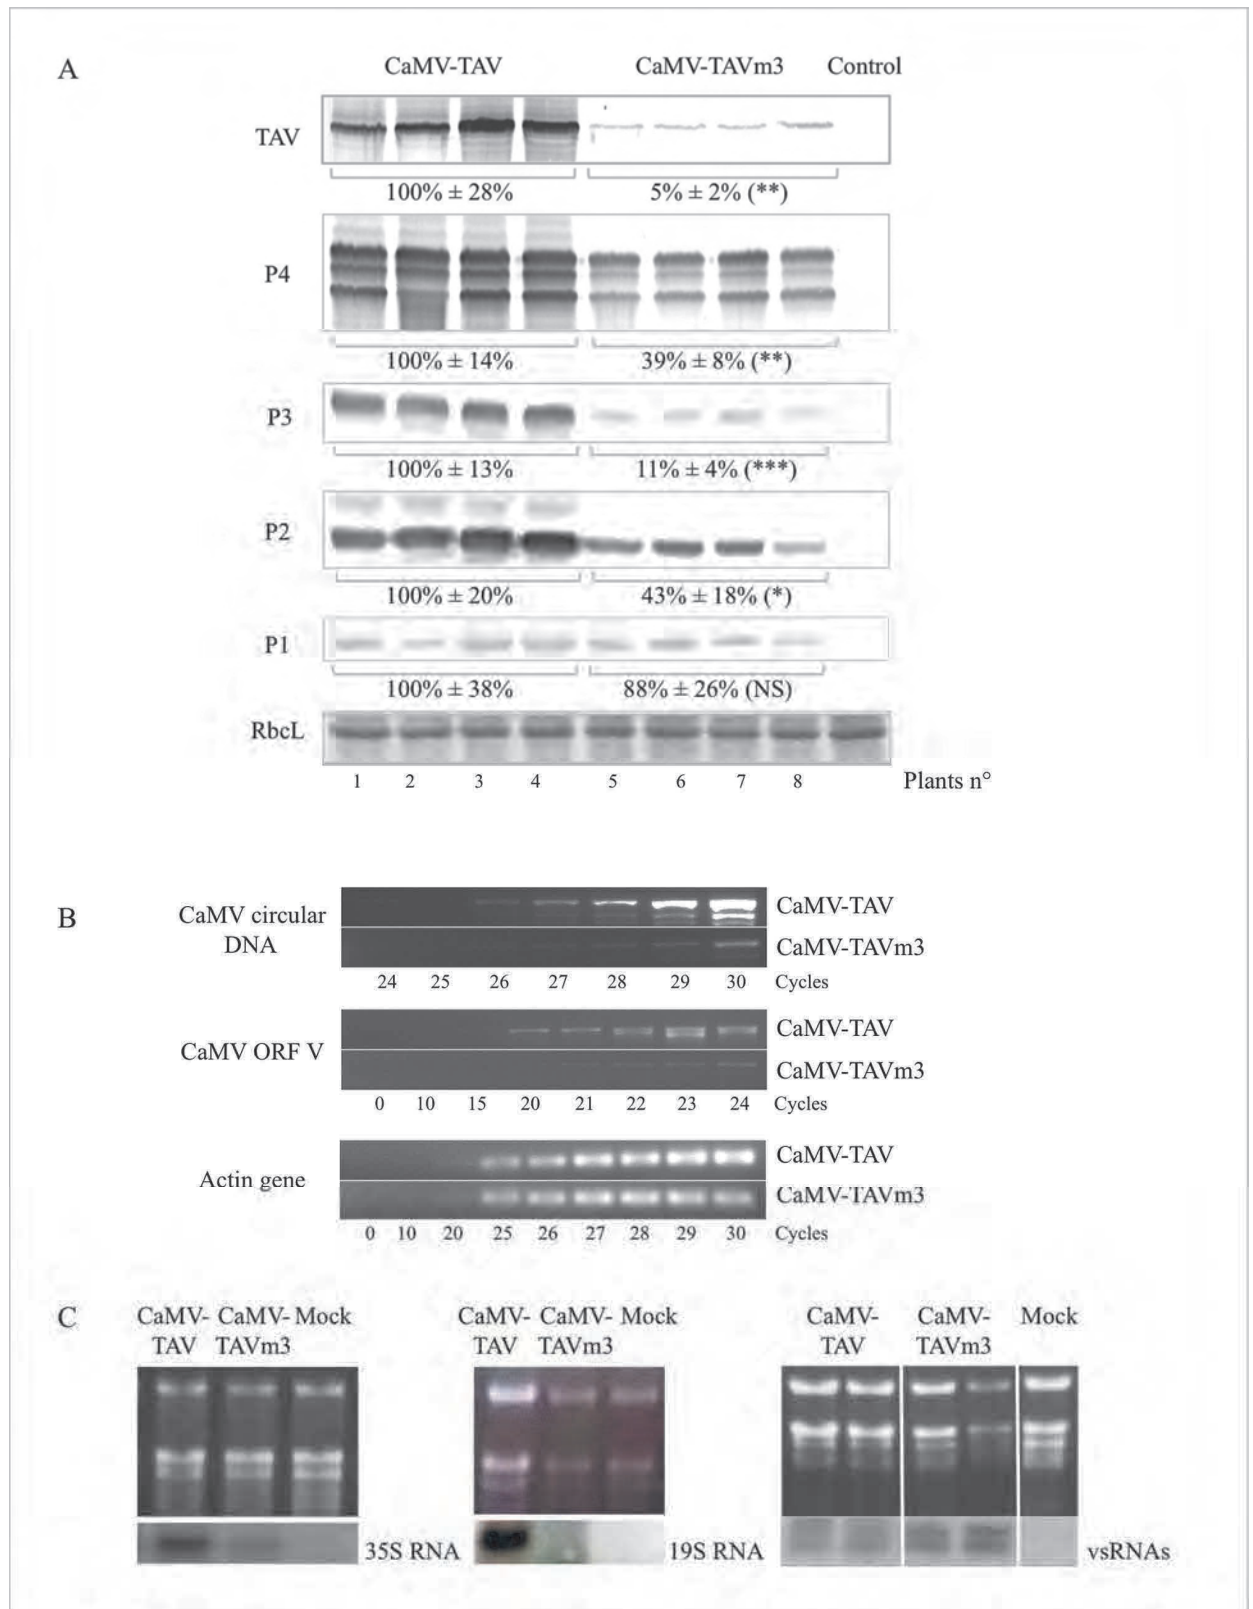 A
CaMV-TAV CaMV-TAVm3 Control
TAV
100% ± 28% 5% ± 2% (**)
P4
100% ± 14% 39% ± 8% (**)
P3
100% ± 13% 11% ± 4% (***)
P2
100% ± 20% 43% ± 18% (*)
P1
100% ± 38% 88% ± 26% (NS)
RbcL
1 2 3 4 5 6 7 8 Plants n°
B
CaMV circular DNA
CaMV-TAV
CaMV-TAVm3
24 25 26 27 28 29 30 Cycles
CaMV ORF V
CaMV-TAV
CaMV-TAVm3
0 10 15 20 21 22 23 24 Cycles
Actin gene
CaMV-TAV
CaMV-TAVm3
0 10 20 25 26 27 28 29 30 Cycles
C
CaMV- CaMV- Mock
TAV TAVm3
35S RNA
CaMV- CaMV- Mock
TAV TAVm3
19S RNA
CaMV- CaMV- Mock
TAV TAVm3
vsRNAs